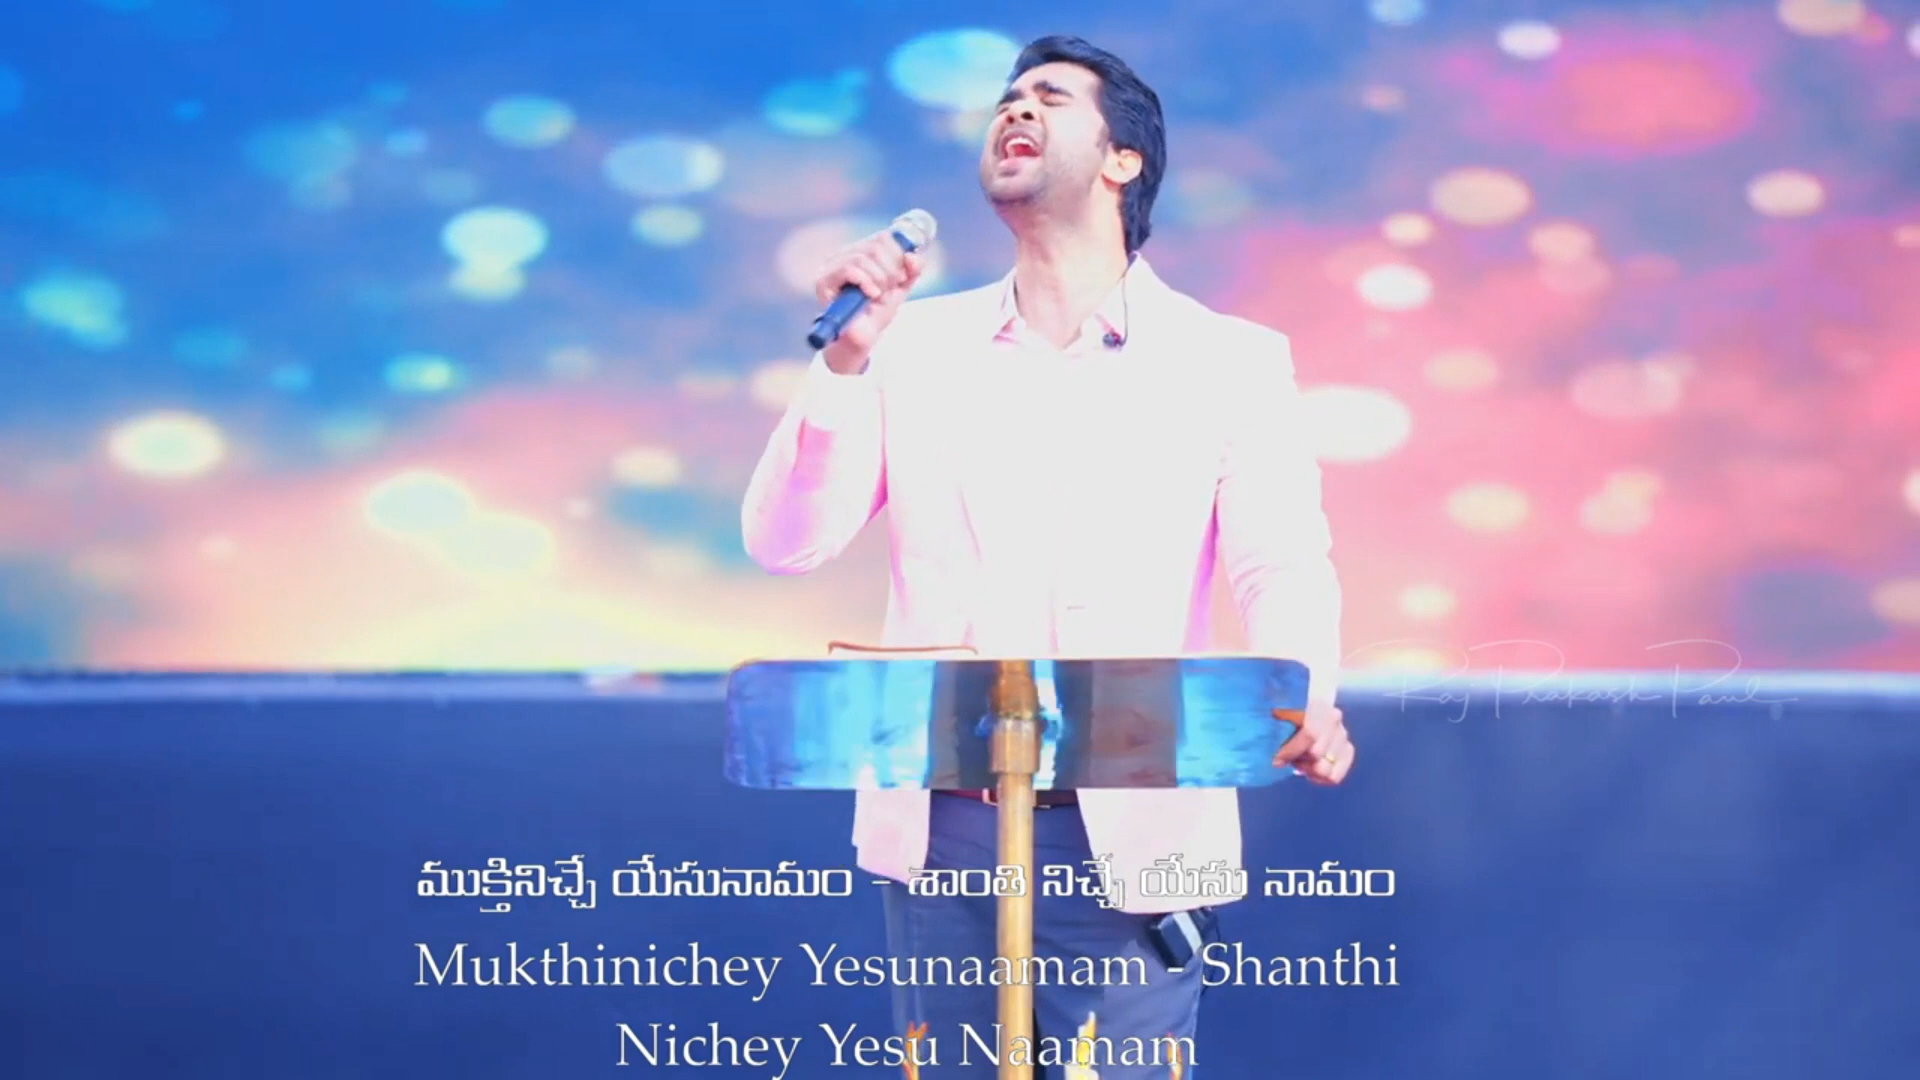 Raj Prakash Paul
ముక్తినిచ్చే యేసునామం - శాంతి నిచ్చే యేసు నామం
Mukthinichey Yesunaamam - Shanthi
Nichey Yesu Naamam